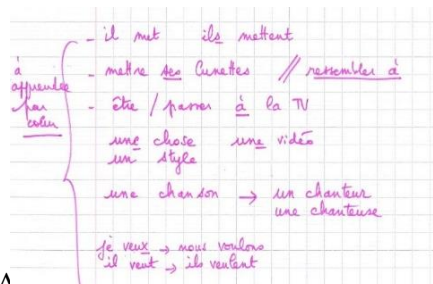 à apprendre par cœur
- il met ils mettent
- mettre ses lunettes // ressembler à
- être / passer à la TV
une chose une vidéo
un style
une chanson → un chanteur
une chanteuse
je veux → nous voulons
il veut → ils veulent
A